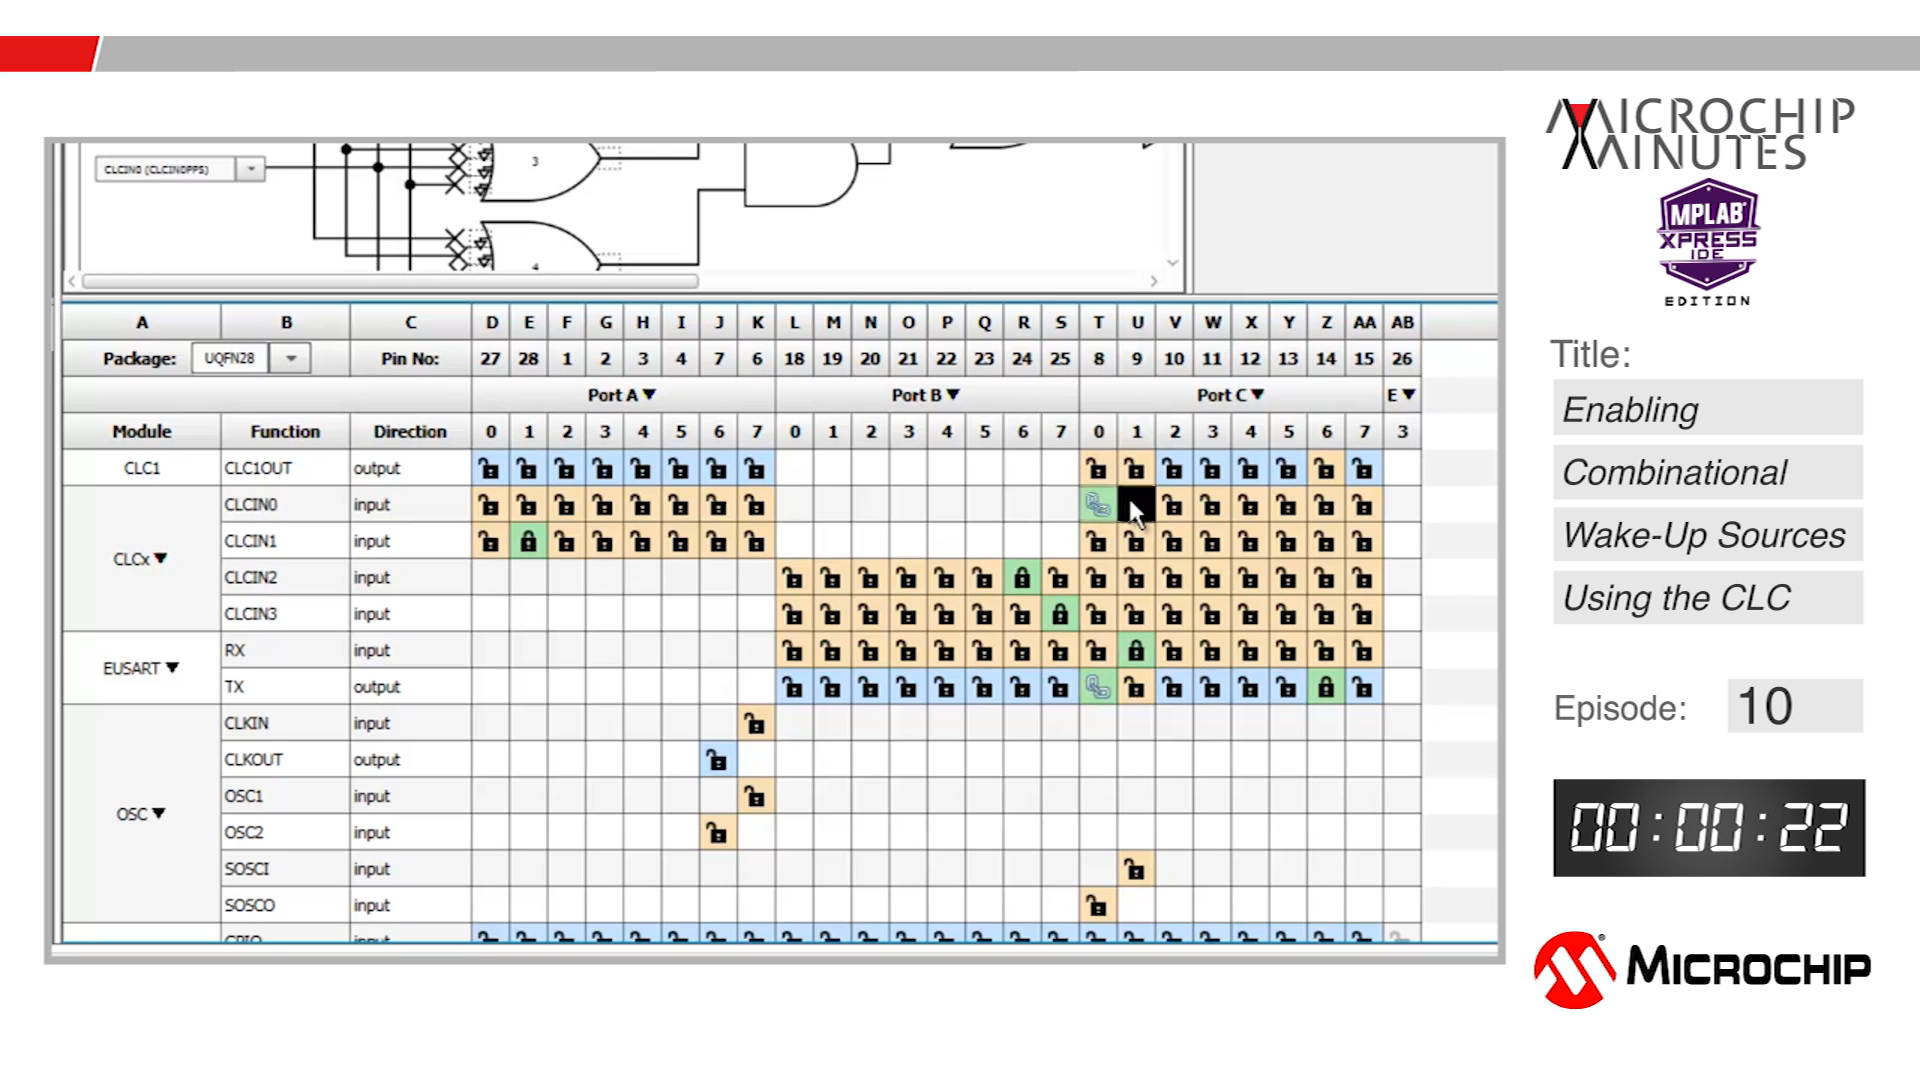 MICROCHIP
MINUTES
MPLAB
XPRESS
IDE
EDITION
Title:
Enabling
Combinational
Wake-Up Sources
Using the CLC
Episode: 10
00:00:22
MICROCHIP
CLCIN0 (CLCIN0PPS)
3
4
A B C D E F G H I J K L M N O P Q R S T U V W X Y Z AA AB
Package: UQFN28 Pin No: 27 28 1 2 3 4 7 6 18 19 20 21 22 23 24 25 8 9 10 11 12 13 14 15 26
Port A▼ Port B▼ Port C▼ E▼
Module Function Direction 0 1 2 3 4 5 6 7 0 1 2 3 4 5 6 7 0 1 2 3 4 5 6 7 3
CLC1 CLC1OUT output
CLCx▼ CLCIN0 input
CLCIN1 input
CLCIN2 input
CLCIN3 input
EUSART▼ RX input
TX output
OSC▼ CLKIN input
CLKOUT output
OSC1 input
OSC2 input
SOSCI input
SOSCO input
GPIO input